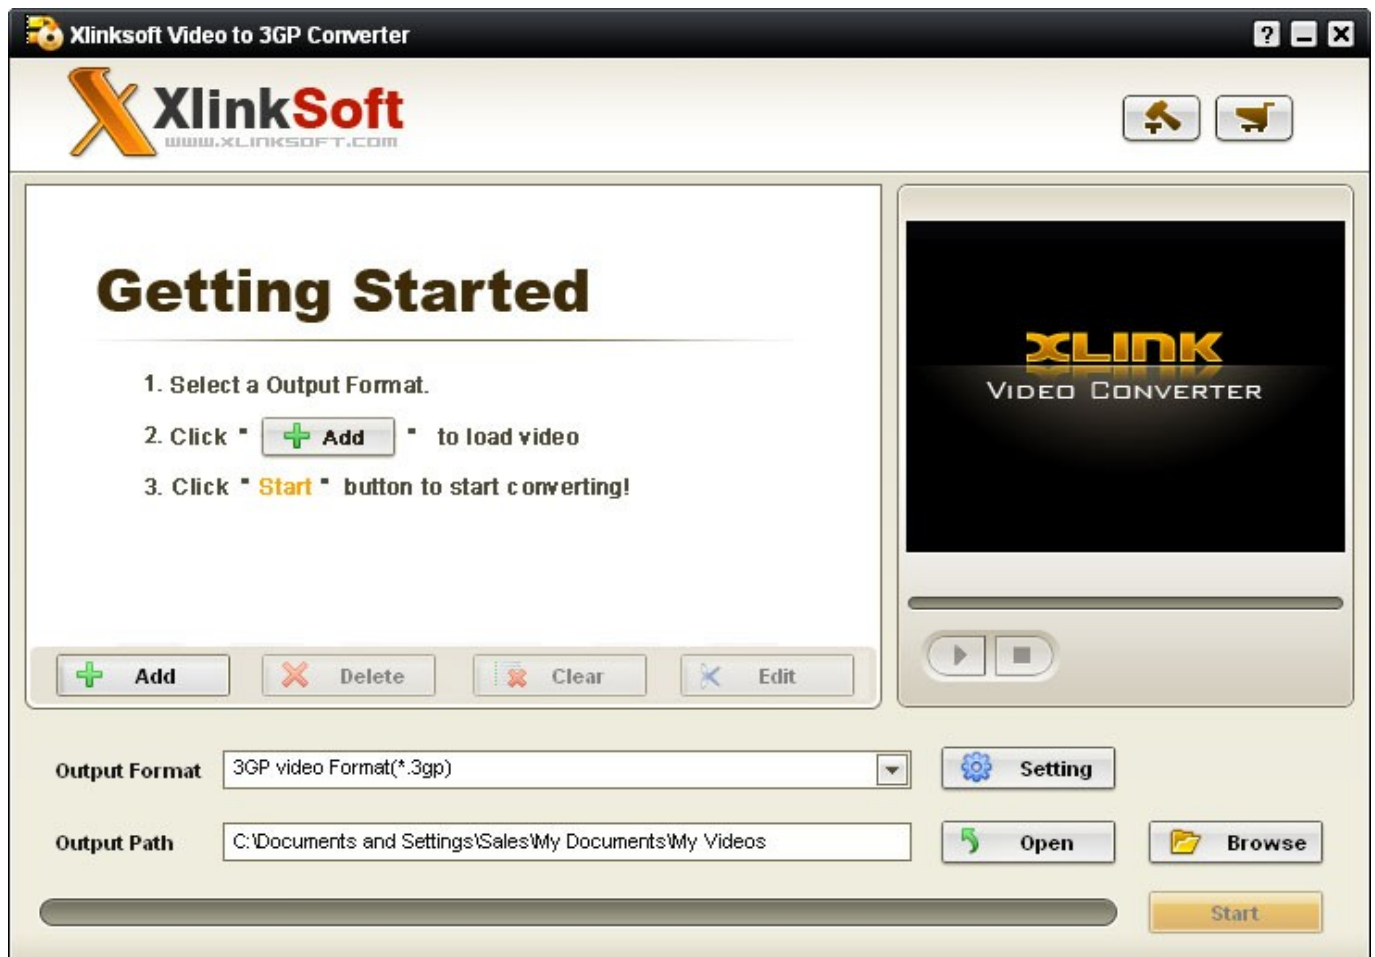 Xlinksoft Video to 3GP Converter
?
XlinkSoft
www.XLINKSOFT.COM
Getting Started
1. Select a Output Format.
2. Click " Add " to load video
3. Click " Start " button to start converting!
XLINK
VIDEO CONVERTER
Add Delete Clear Edit
Output Format 3GP video Format(*.3gp) Setting
Output Path C:\Documents and Settings\Sales\My Documents\My Videos Open Browse
Start